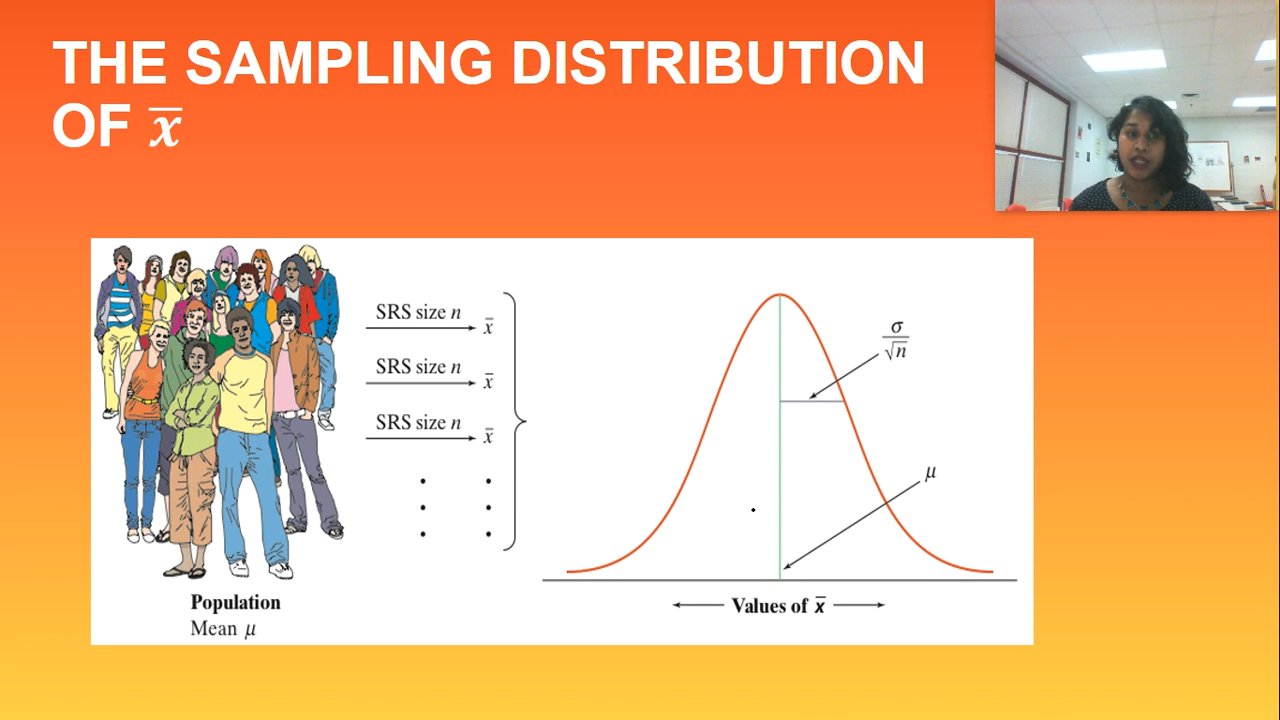 THE SAMPLING DISTRIBUTION
OF x̅
SRS size n
x̅
SRS size n
x̅
SRS size n
x̅
σ
√n
μ
Values of x̅
Population
Mean μ